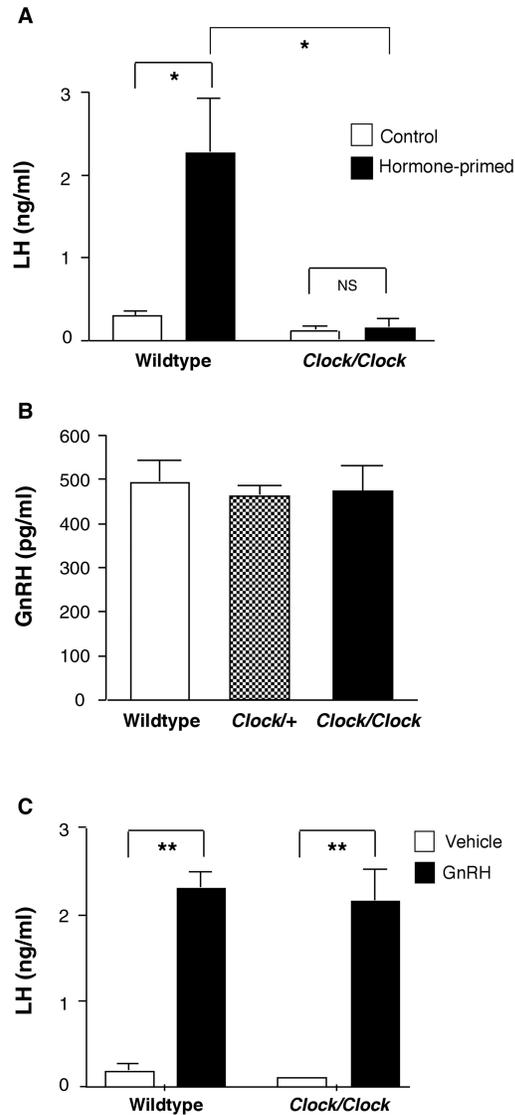 A
*
*
3
2
1
0
LH (ng/ml)
Control
Hormone-primed
NS
Wildtype
Clock/Clock
B
600
500
400
300
200
100
0
GnRH (pg/ml)
Wildtype
Clock/+
Clock/Clock
C
3
2
1
0
LH (ng/ml)
**
**
Vehicle
GnRH
Wildtype
Clock/Clock